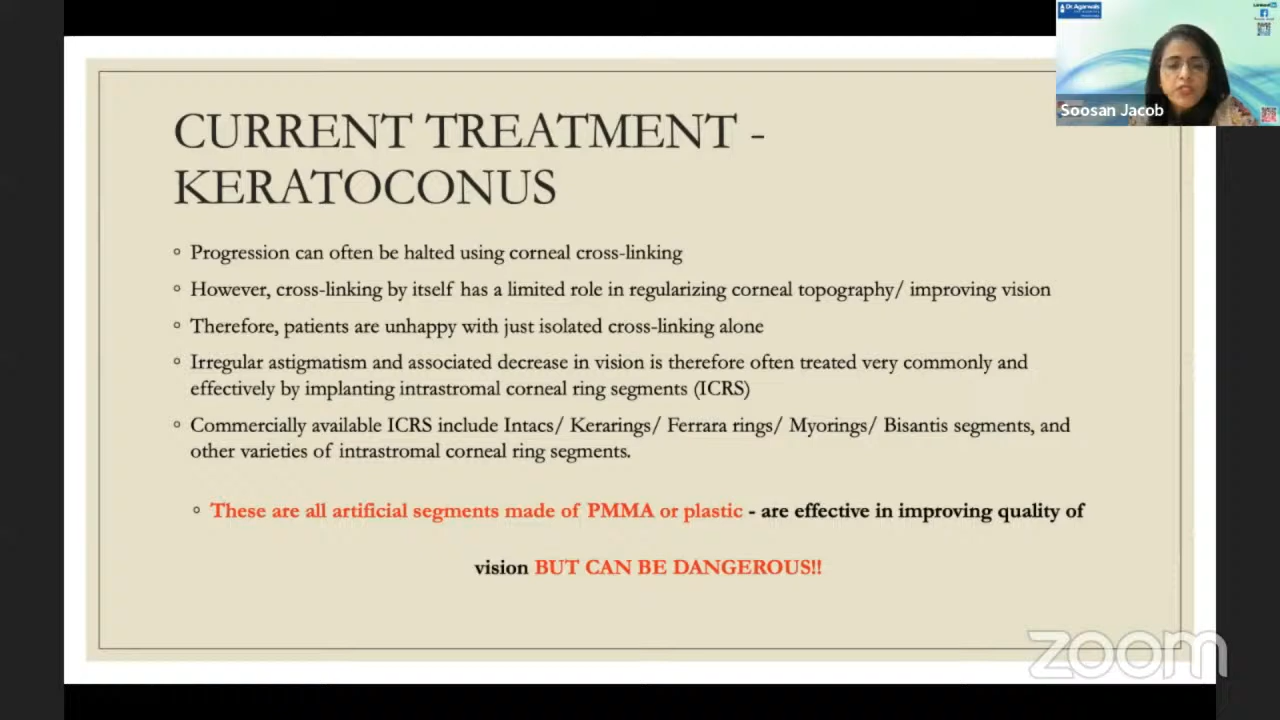 Dr Agarwals
LinkedIn
Soosan Jacob
CURRENT TREATMENT -
KERATOCONUS
◦ Progression can often be halted using corneal cross-linking
◦ However, cross-linking by itself has a limited role in regularizing corneal topography/ improving vision
◦ Therefore, patients are unhappy with just isolated cross-linking alone
◦ Irregular astigmatism and associated decrease in vision is therefore often treated very commonly and
effectively by implanting intrastromal corneal ring segments (ICRS)
◦ Commercially available ICRS include Intacs/ Kerarings/ Ferrara rings/ Myorings/ Bisantis segments, and
other varieties of intrastromal corneal ring segments.
◦ These are all artificial segments made of PMMA or plastic - are effective in improving quality of
vision BUT CAN BE DANGEROUS!!
zoom